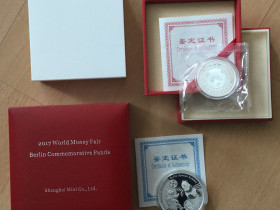 鉴定证书
2017 World Money Fair
Berlin Commemorative Panda
Shanghai Mint Co., Ltd.
鉴定证书
Certificate of Authenticity